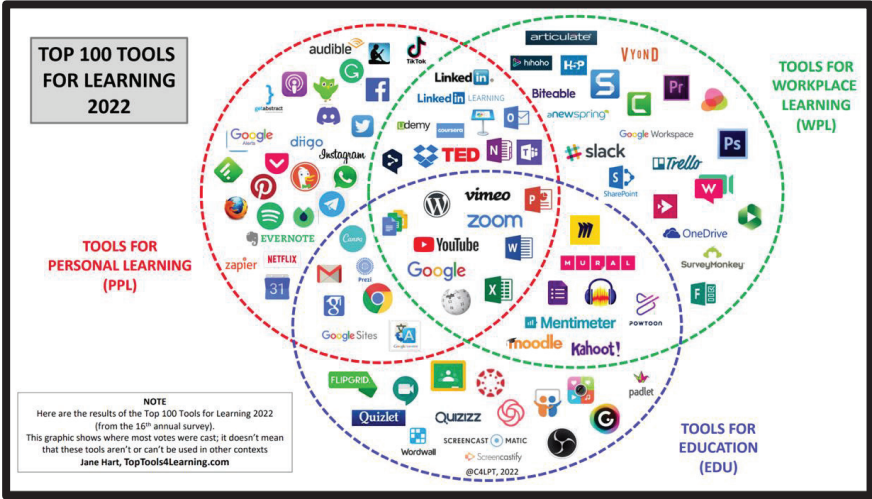 TOP 100 TOOLS
FOR LEARNING
2022
audible
TikTok
getabstract
Google
Alerts
diigo
Instagram
EVERNOTE
zapier
NETFLIX
Canva
Prezi
31
Google Sites
TOOLS FOR
PERSONAL LEARNING
(PPL)
LinkedIn
LinkedIn LEARNING
udemy
coursera
TED
articulate
hihaho
H-P
VYOND
Biteable
anewspring
Google Workspace
slack
SharePoint
Trello
Pr
Ps
OneDrive
SurveyMonkey
TOOLS FOR
WORKPLACE
LEARNING
(WPL)
vimeo
zoom
YouTube
Google
MURAL
Mentimeter
POWTOON
moodle
Kahoot!
FLIPGRID
Quizlet
QUIZIZZ
padlet
Wordwall
SCREENCAST MATIC
Screencastify
@C4LPT, 2022
TOOLS FOR
EDUCATION
(EDU)
NOTE
Here are the results of the Top 100 Tools for Learning 2022
(from the 16th annual survey).
This graphic shows where most votes were cast; it doesn't mean
that these tools aren't or can't be used in other contexts
Jane Hart, TopTools4Learning.com